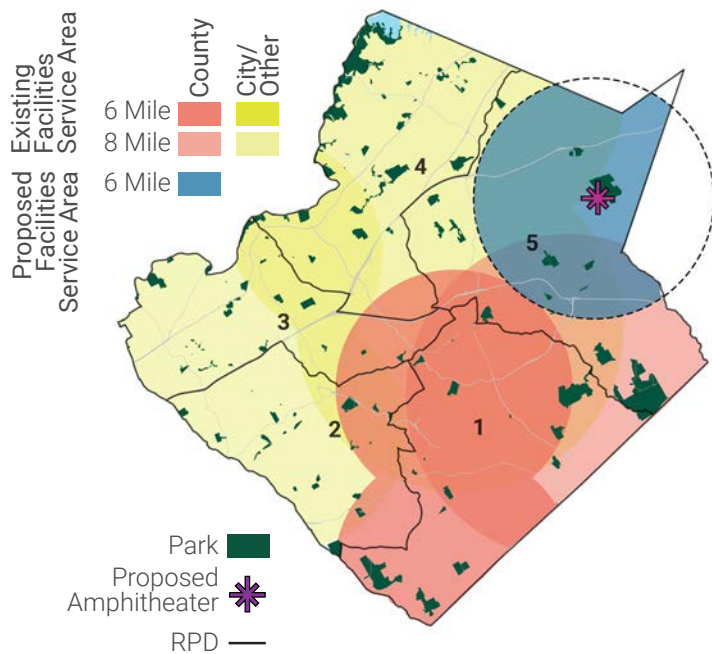 Existing
Facilities
Service Area
County
City/
Other
6 Mile
8 Mile
Proposed
Facilities
Service Area
6 Mile
4
5
3
2
1
Park
Proposed
Amphitheater
RPD